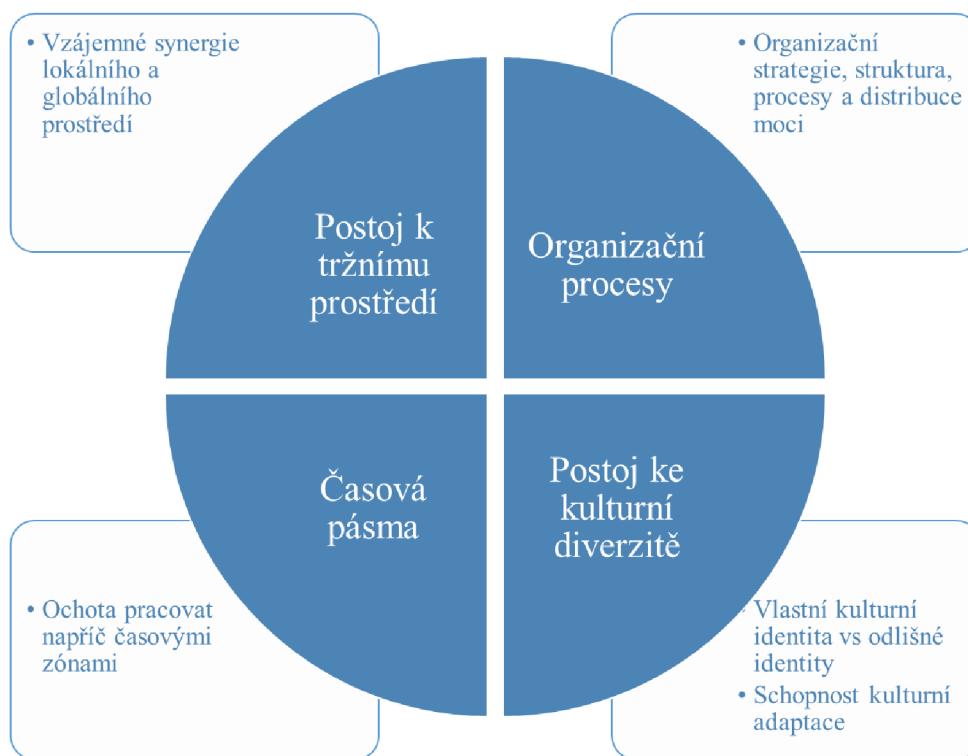 • Vzájemné synergie
lokálního a
globálního
prostředí
• Organizační
strategie, struktura,
procesy a distribuce
moci
Postoj k
tržnímu
prostředí
Organizační
procesy
Časová
pásma
Postoj ke
kulturní
diverzitě
• Ochota pracovat
napříč časovými
zónami
• Vlastní kulturní
identita vs odlišné
identity
• Schopnost kulturní
adaptace